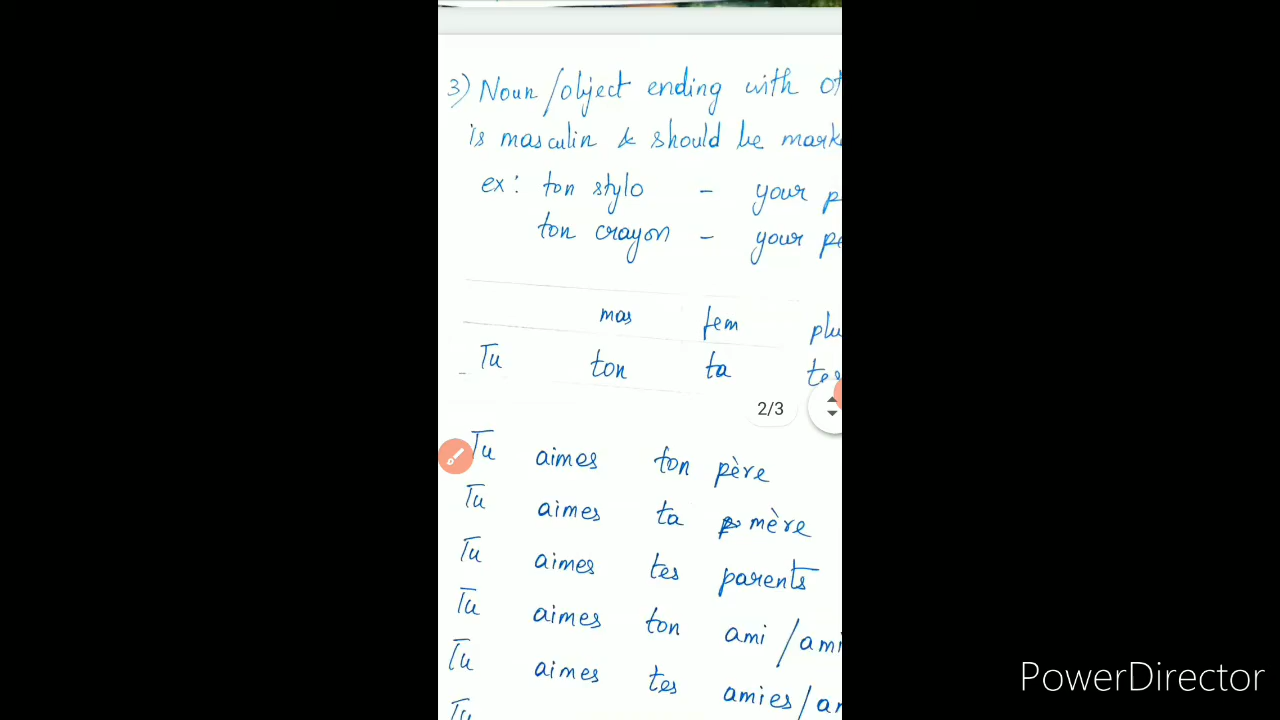 3) Noun/object ending with
is masculin & should be
ex: ton stylo - your
ton crayon - your
mas fem
Tu ton ta tes
2/3
Tu aimes ton père
Tu aimes ta mère
Tu aimes tes parents
Tu aimes ton ami /
Tu aimes tes amies/
Tu
PowerDirector